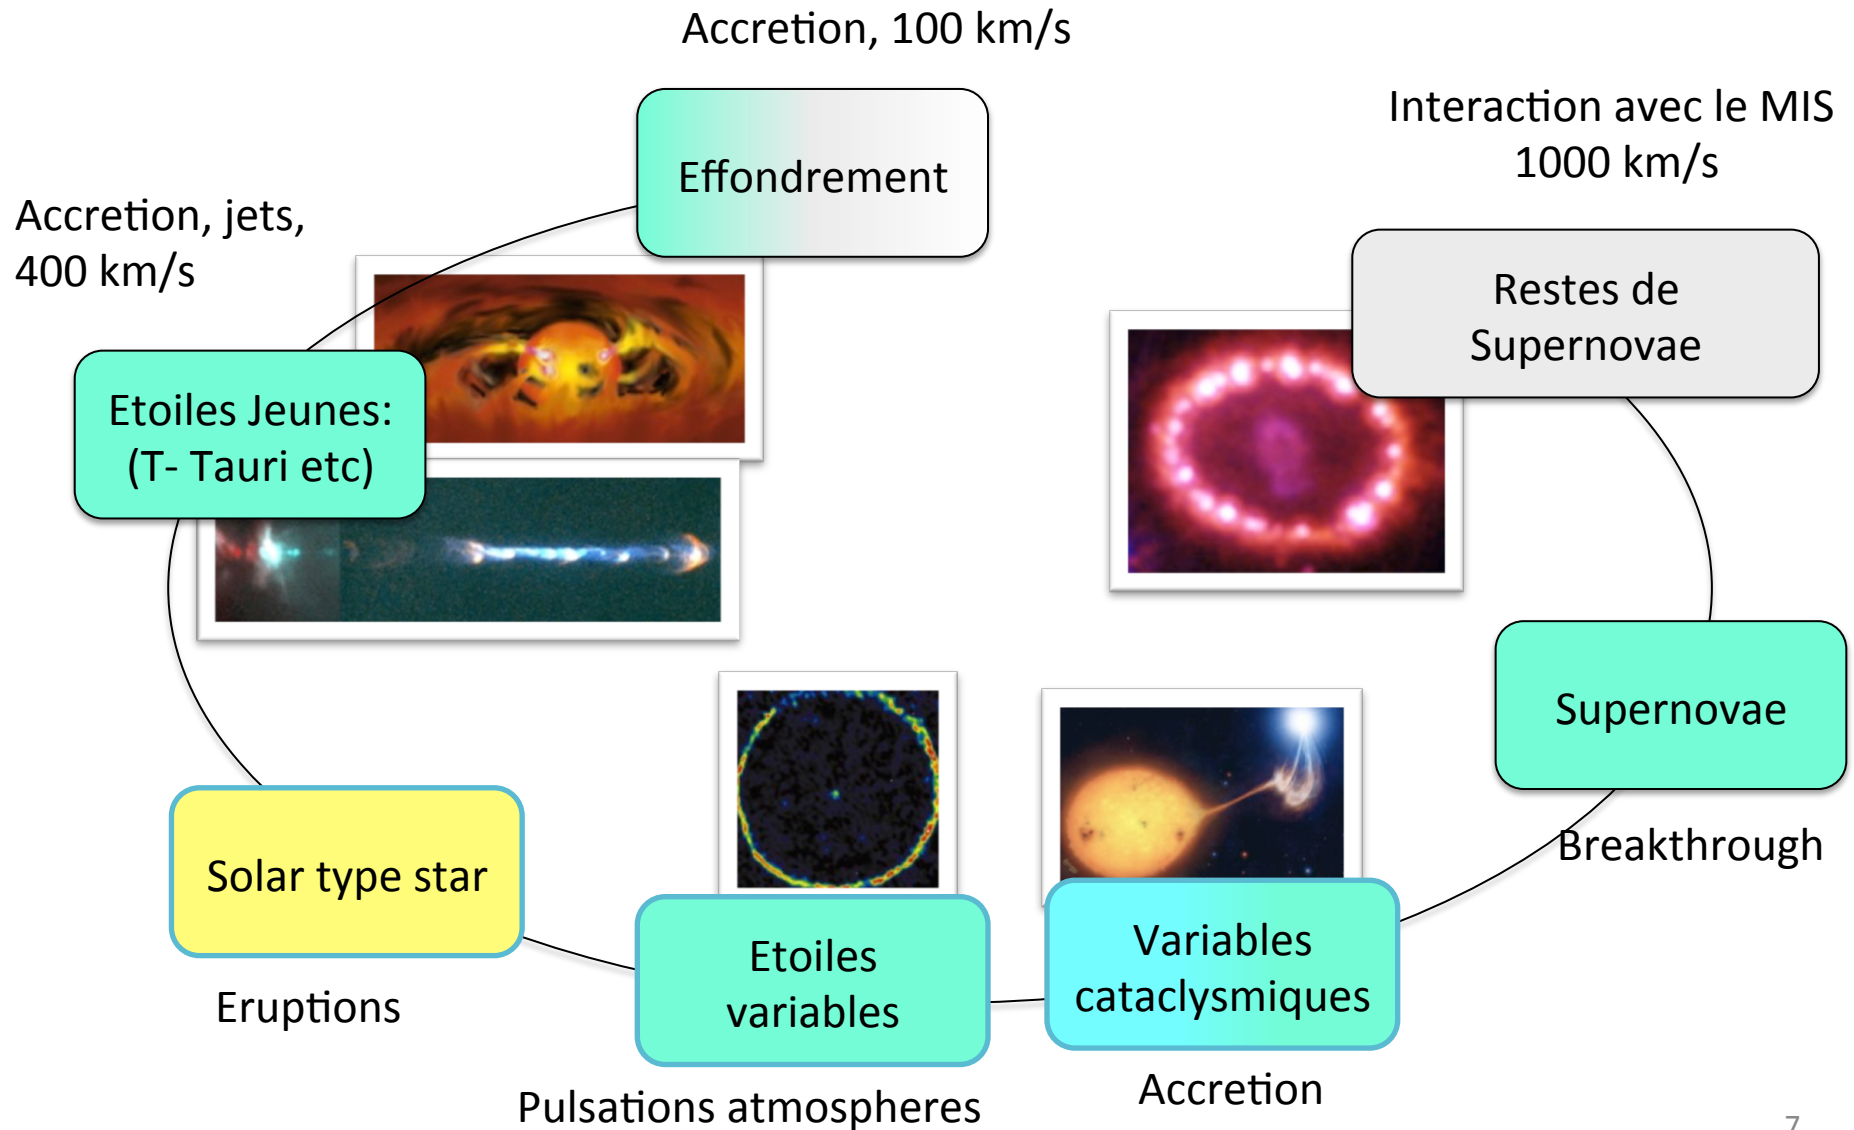 Accretion, 100 km/s
Effondrement
Interaction avec le MIS
1000 km/s
Accretion, jets,
400 km/s
Restes de
Supernovae
Etoiles Jeunes:
(T- Tauri etc)
Supernovae
Breakthrough
Solar type star
Eruptions
Etoiles
variables
Pulsations atmospheres
Variables
cataclysmiques
Accretion
7